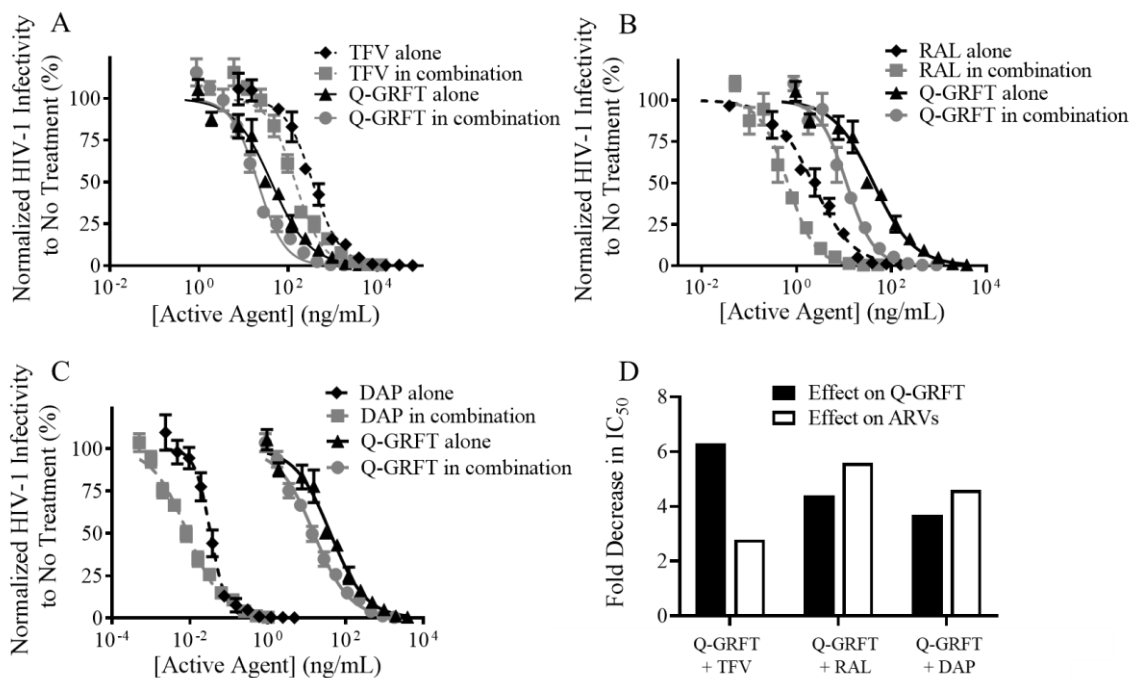 A
Normalized HIV-1 Infectivity
to No Treatment (%)
100
75
50
25
0
10-2
100
102
104
[Active Agent] (ng/mL)
TFV alone
TFV in combination
Q-GRFT alone
Q-GRFT in combination
B
Normalized HIV-1 Infectivity
to No Treatment (%)
100
75
50
25
0
10-2
100
102
104
[Active Agent] (ng/mL)
RAL alone
RAL in combination
Q-GRFT alone
Q-GRFT in combination
C
Normalized HIV-1 Infectivity
to No Treatment (%)
100
75
50
25
0
10-4
10-2
100
102
104
[Active Agent] (ng/mL)
DAP alone
DAP in combination
Q-GRFT alone
Q-GRFT in combination
D
Fold Decrease in IC50
8
6
4
2
0
Effect on Q-GRFT
Effect on ARVs
Q-GRFT
+ TFV
Q-GRFT
+ RAL
Q-GRFT
+ DAP